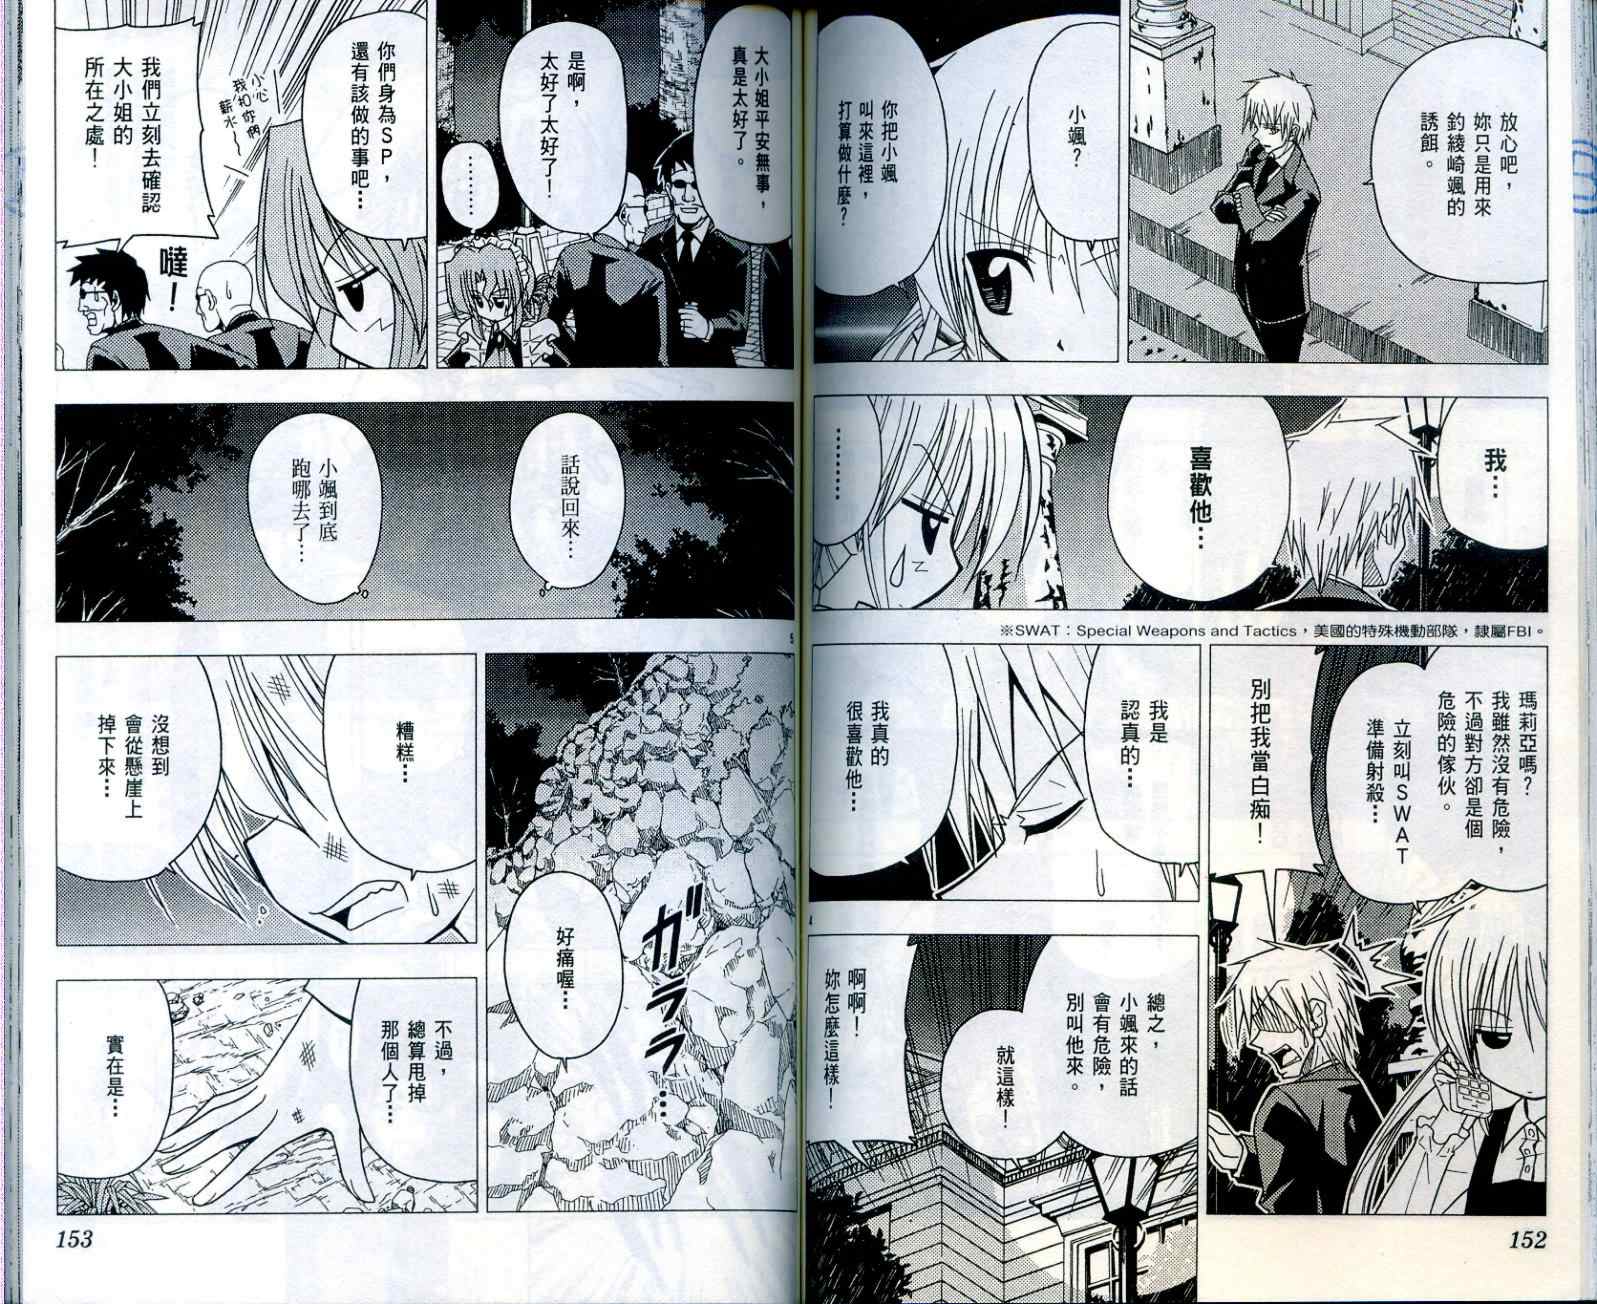 放心吧，
妳只是用來
釣綾崎颯的
誘餌。
小颯？
你把小颯
叫來這裡，
打算做什麼？
我…
喜歡他…
………
※SWAT：Special Weapons and Tactics，美國的特殊機動部隊，隸屬FBI。
瑪莉亞嗎？
我雖然沒有危險，
不過對方卻是個
危險的傢伙。
立刻叫SWAT
準備射殺…
別把我當白痴！
我是
認真的…
我真的
很喜歡他…
總之，
小颯來的話
會有危險，
別叫他來。
就這樣！
啊啊！
妳怎麼這樣！
152
大小姐平安無事，
真是太好了。
是啊，
太好了太好了！
………
你們身為SP，
還有該做的事吧…
小心
我扣你們
薪水～
我們立刻去確認
大小姐的
所在之處！
噠！
話說回來…
小颯到底
跑哪去了…
ガラララ…
好痛喔…
糟糕…
沒想到
會從懸崖上
掉下來…
不過，
總算甩掉
那個人了…
實在是…
153